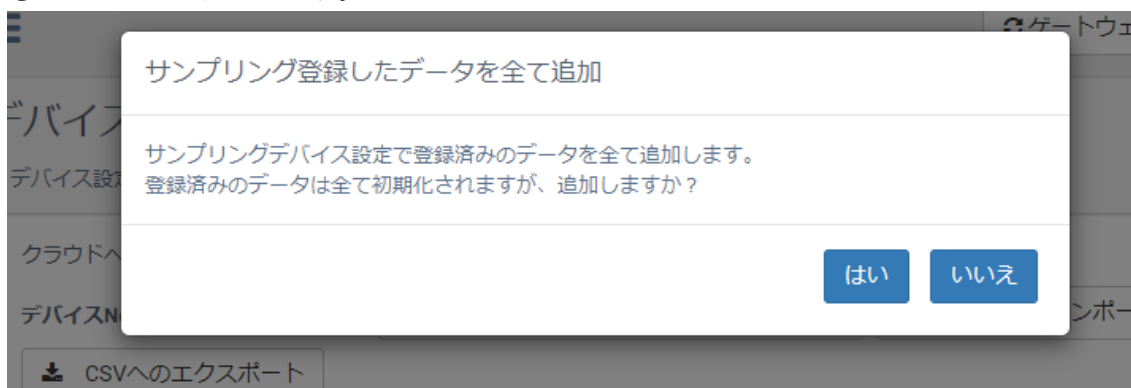 ゲートウェ
サンプリング登録したデータを全て追加
デバイス
サンプリングデバイス設定で登録済みのデータを全て追加します。
デバイス設定
登録済みのデータは全て初期化されますが、追加しますか？
クラウドへ
はい
いいえ
デバイスN
ンポー
CSVへのエクスポート